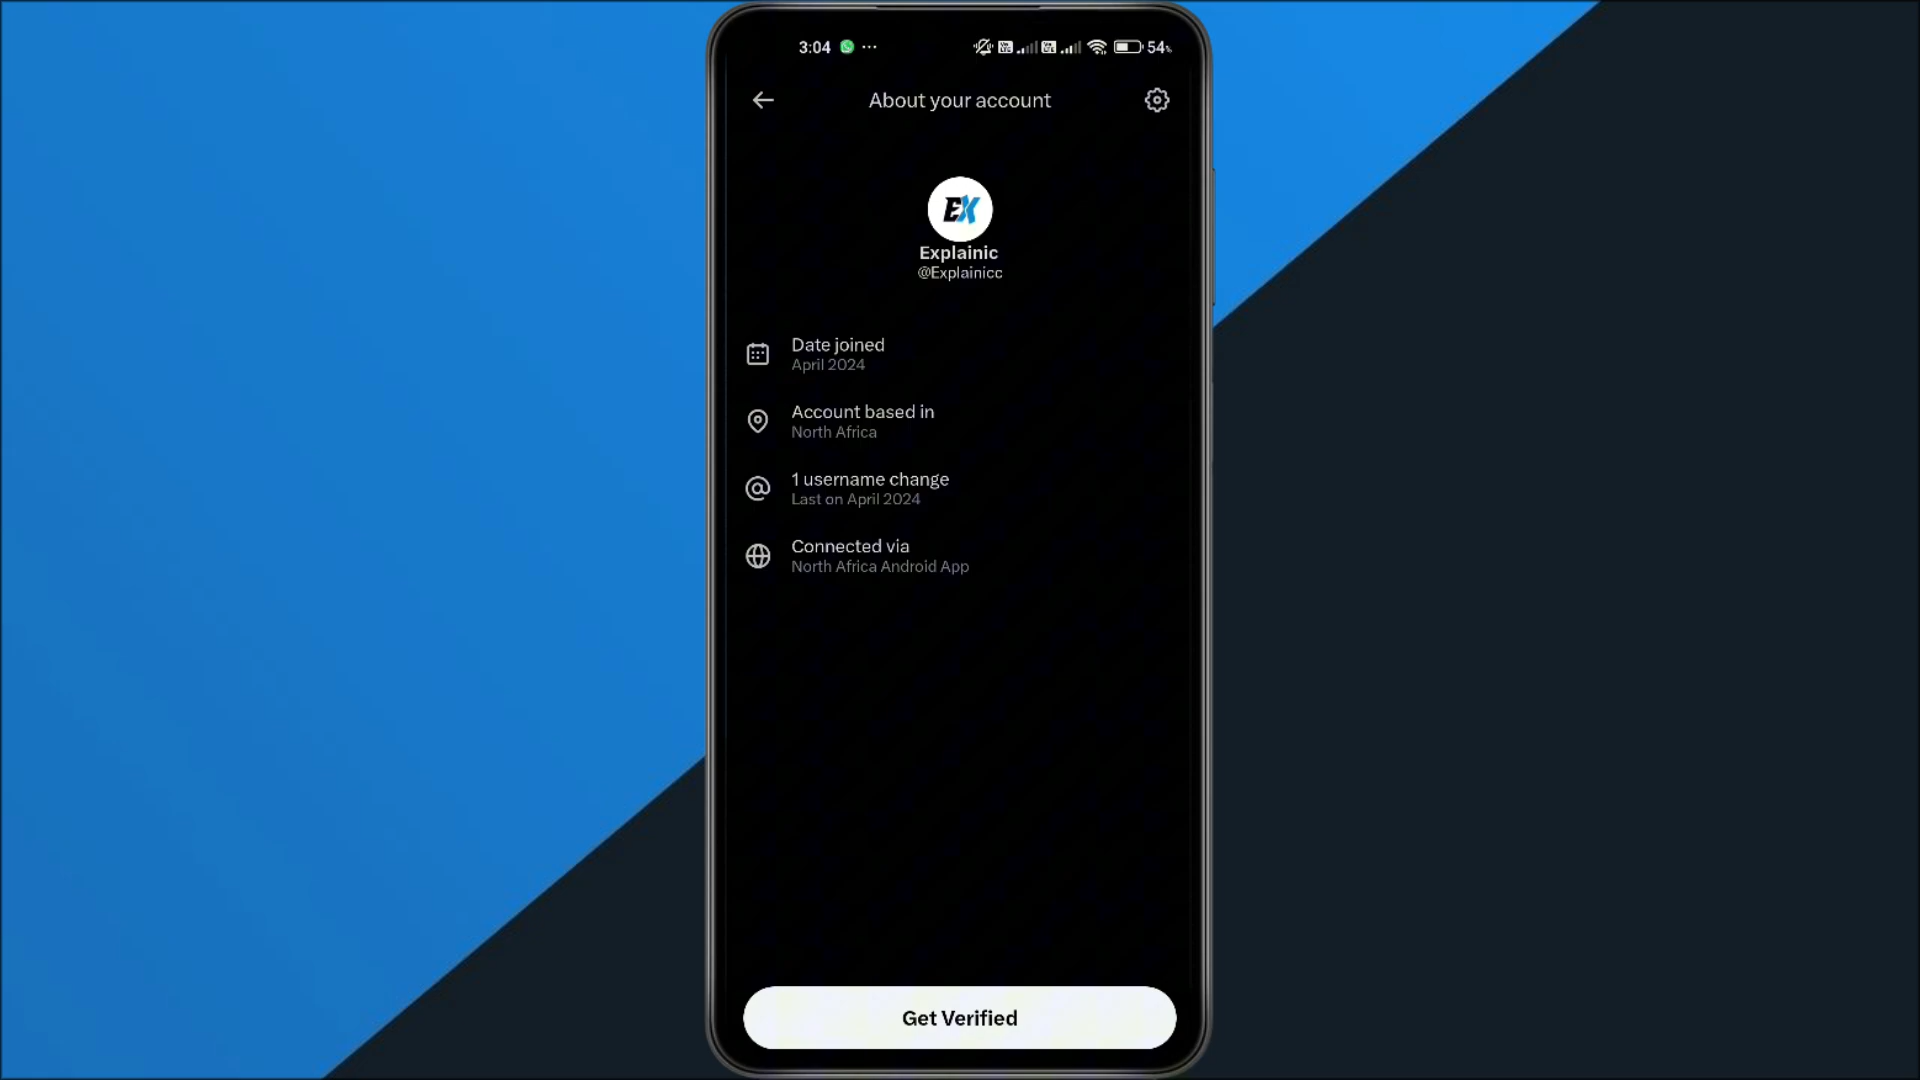 3:04 ··· 54%
About your account
EX
Explainic
@Explainicc
Date joined
April 2024
Account based in
North Africa
1 username change
Last on April 2024
Connected via
North Africa Android App
Get Verified